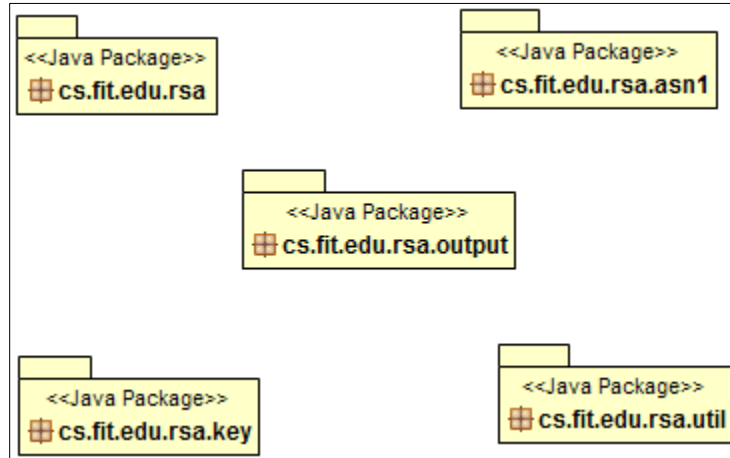 <<Java Package>>
cs.fit.edu.rsa
<<Java Package>>
cs.fit.edu.rsa.asn1
<<Java Package>>
cs.fit.edu.rsa.output
<<Java Package>>
cs.fit.edu.rsa.key
<<Java Package>>
cs.fit.edu.rsa.util